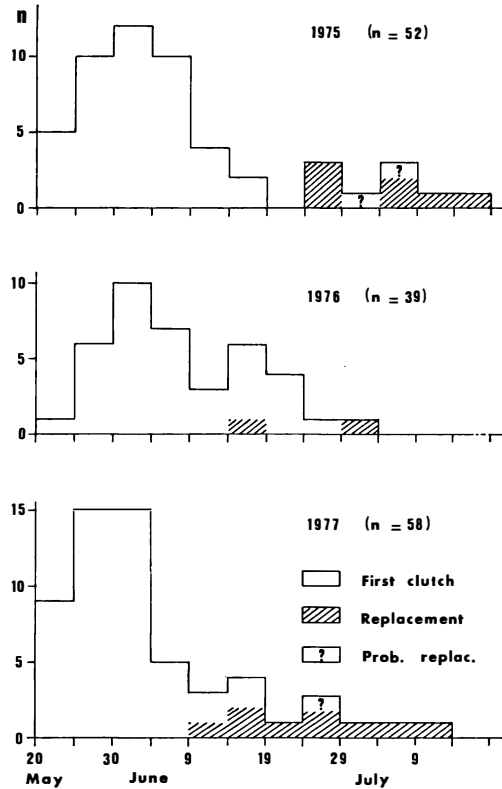 n
1975 (n = 52)
10
5
0
?
?
10
1976 (n = 39)
5
0
15
1977 (n = 58)
10
First clutch
Replacement
5
? Prob. replac.
?
0
20 30 9 19 29 9
May June July